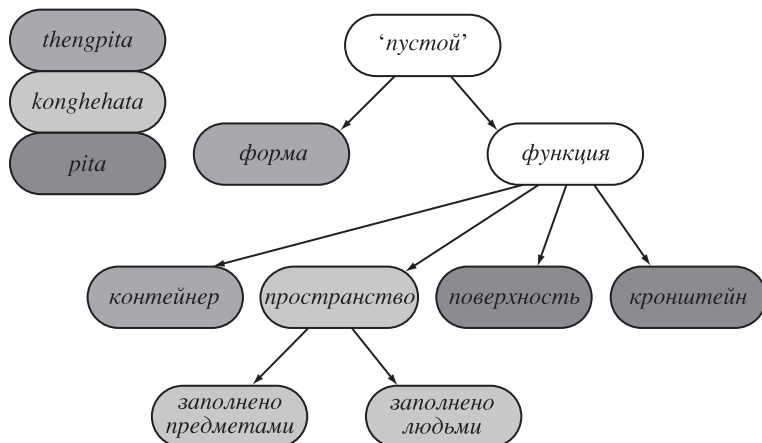 thengpita
konghehata
pita
‘пустой’
форма
функция
контейнер
пространство
поверхность
кронштейн
заполнено
предметами
заполнено
людьми